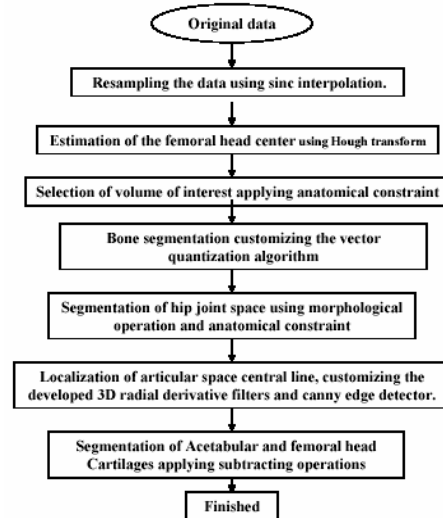 Original data
Resampling the data using sinc interpolation.
Estimation of the femoral head center using Hough transform
Selection of volume of interest applying anatomical constraint
Bone segmentation customizing the vector
quantization algorithm
Segmentation of hip joint space using morphological
operation and anatomical constraint
Localization of articular space central line, customizing the
developed 3D radial derivative filters and canny edge detector.
Segmentation of Acetabular and femoral head
Cartilages applying subtracting operations
Finished